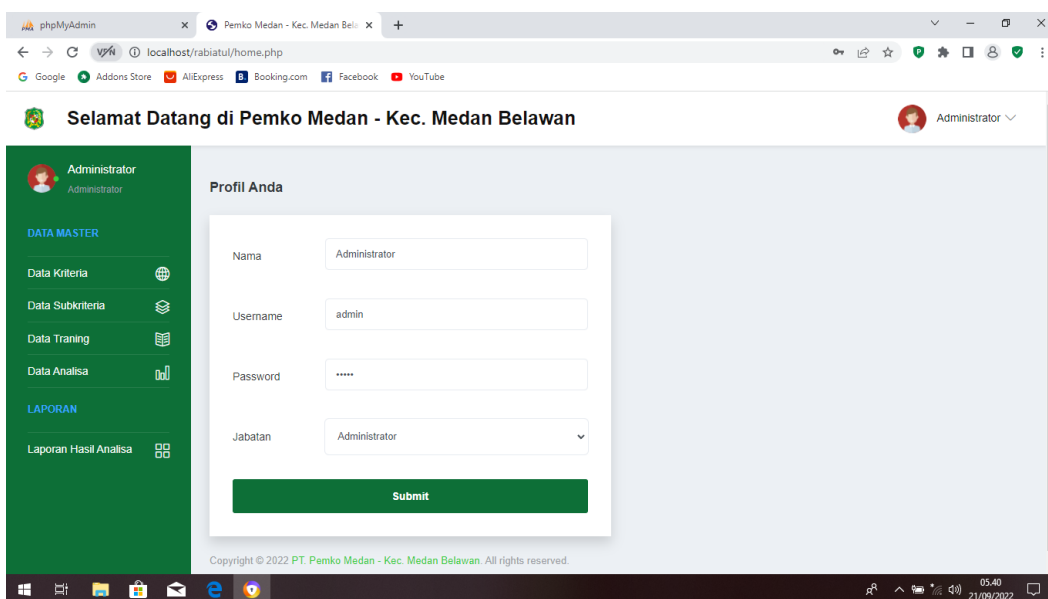 phpMyAdmin
Pemko Medan - Kec. Medan Bela
VPN
localhost/rabiatul/home.php
Google Addons Store AliExpress B. Booking.com Facebook YouTube
Selamat Datang di Pemko Medan - Kec. Medan Belawan
Administrator
Administrator
Administrator
DATA MASTER
Data Kriteria
Data Subkriteria
Data Traning
Data Analisa
LAPORAN
Laporan Hasil Analisa
Profil Anda
Nama Administrator
Username admin
Password •••••
Jabatan Administrator
Submit
Copyright © 2022 PT. Pemko Medan - Kec. Medan Belawan. All rights reserved.
05.40
21/09/2022